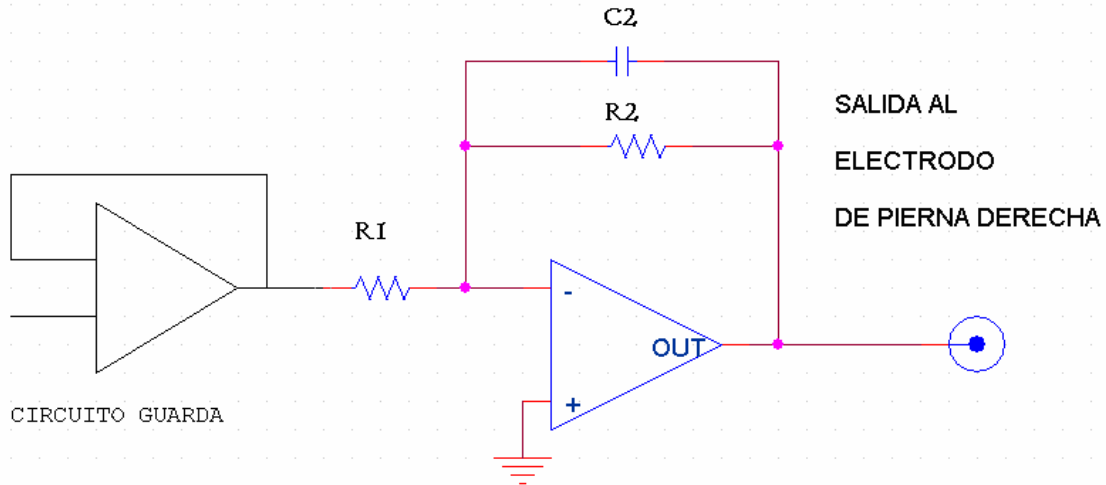 C2
R2
SALIDA AL
ELECTRODO
DE PIERNA DERECHA
R1
-
OUT
+
CIRCUITO GUARDA